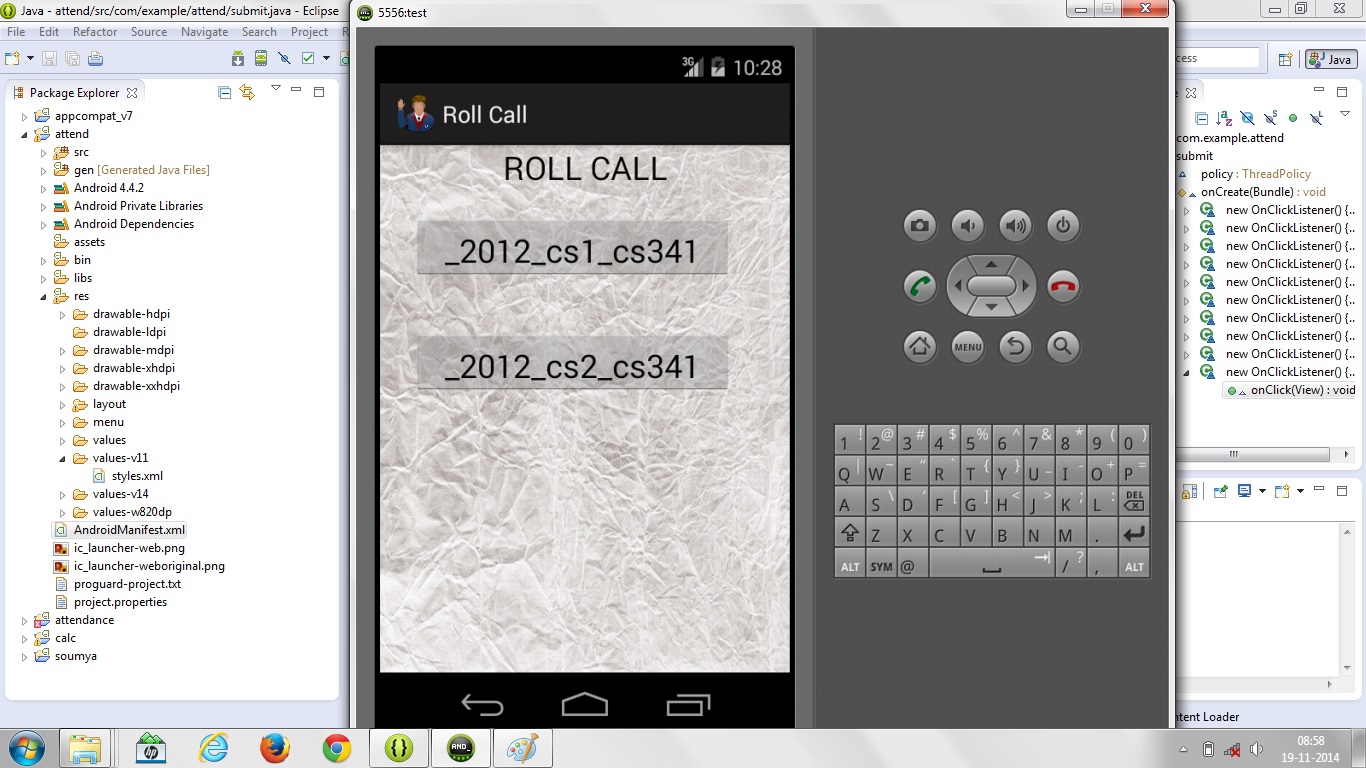 Java - attend/src/com/example/attend/submit.java - Eclipse
File Edit Refactor Source Navigate Search Project
Package Explorer
appcompat_v7
attend
src
gen [Generated Java Files]
Android 4.4.2
Android Private Libraries
Android Dependencies
assets
bin
libs
res
drawable-hdpi
drawable-ldpi
drawable-mdpi
drawable-xhdpi
drawable-xxhdpi
layout
menu
values
values-v11
styles.xml
values-v14
values-w820dp
AndroidManifest.xml
ic_launcher-web.png
ic_launcher-weboriginal.png
proguard-project.txt
project.properties
attendance
calc
soumya
5556:test
3G 10:28
Roll Call
ROLL CALL
_2012_cs1_cs341
_2012_cs2_cs341
MENU
1 ! 2 @ 3 # 4 $ 5 % 6 ^ 7 & 8 * 9 ( 0 )
Q | W ~ E " R ` T { Y } U _ I - O + P =
A S \ D ' F [ G ] H < J > K ; L : DEL
Z X C V B N M .
ALT SYM @ / ? , ALT
cess
Java
com.example.attend
submit
policy : ThreadPolicy
onCreate(Bundle) : void
new OnClickListener() {..
new OnClickListener() {..
new OnClickListener() {..
new OnClickListener() {..
new OnClickListener() {..
new OnClickListener() {..
new OnClickListener() {..
new OnClickListener() {..
new OnClickListener() {..
new OnClickListener() {..
onClick(View) : void
tent Loader
hp
AND_
08:58
19-11-2014